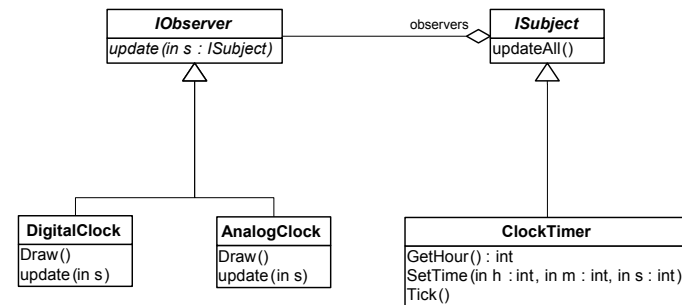 IObserver
update(in s : ISubject)
observers
ISubject
updateAll()
DigitalClock
Draw()
update(in s)
AnalogClock
Draw()
update(in s)
ClockTimer
GetHour() : int
SetTime(in h : int, in m : int, in s : int)
Tick()